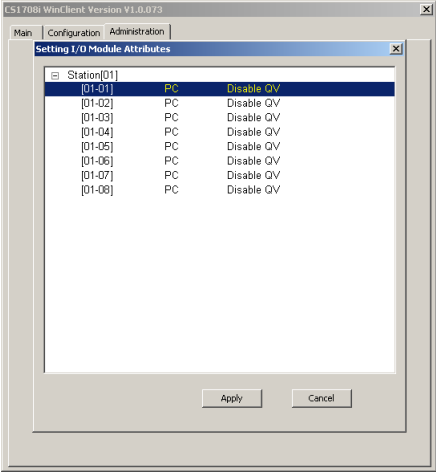 CS1708i WinClient Version V1.0.073
Main Configuration Administration
Setting I/O Module Attributes
Station[01]
[01-01] PC Disable QV
[01-02] PC Disable QV
[01-03] PC Disable QV
[01-04] PC Disable QV
[01-05] PC Disable QV
[01-06] PC Disable QV
[01-07] PC Disable QV
[01-08] PC Disable QV
Apply Cancel